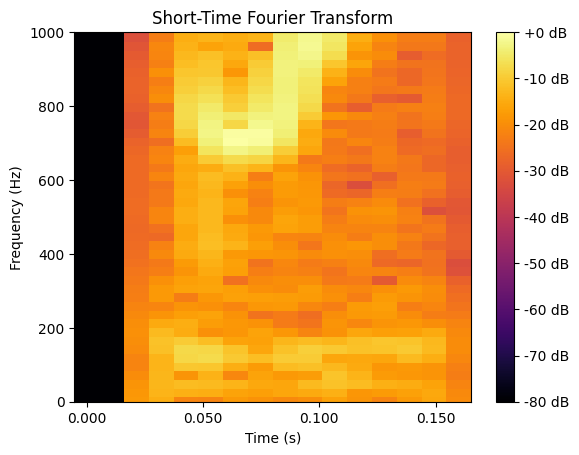 Short-Time Fourier Transform
1000
800
600
400
200
0
Frequency (Hz)
0.000
0.050
0.100
0.150
Time (s)
+0 dB
-10 dB
-20 dB
-30 dB
-40 dB
-50 dB
-60 dB
-70 dB
-80 dB